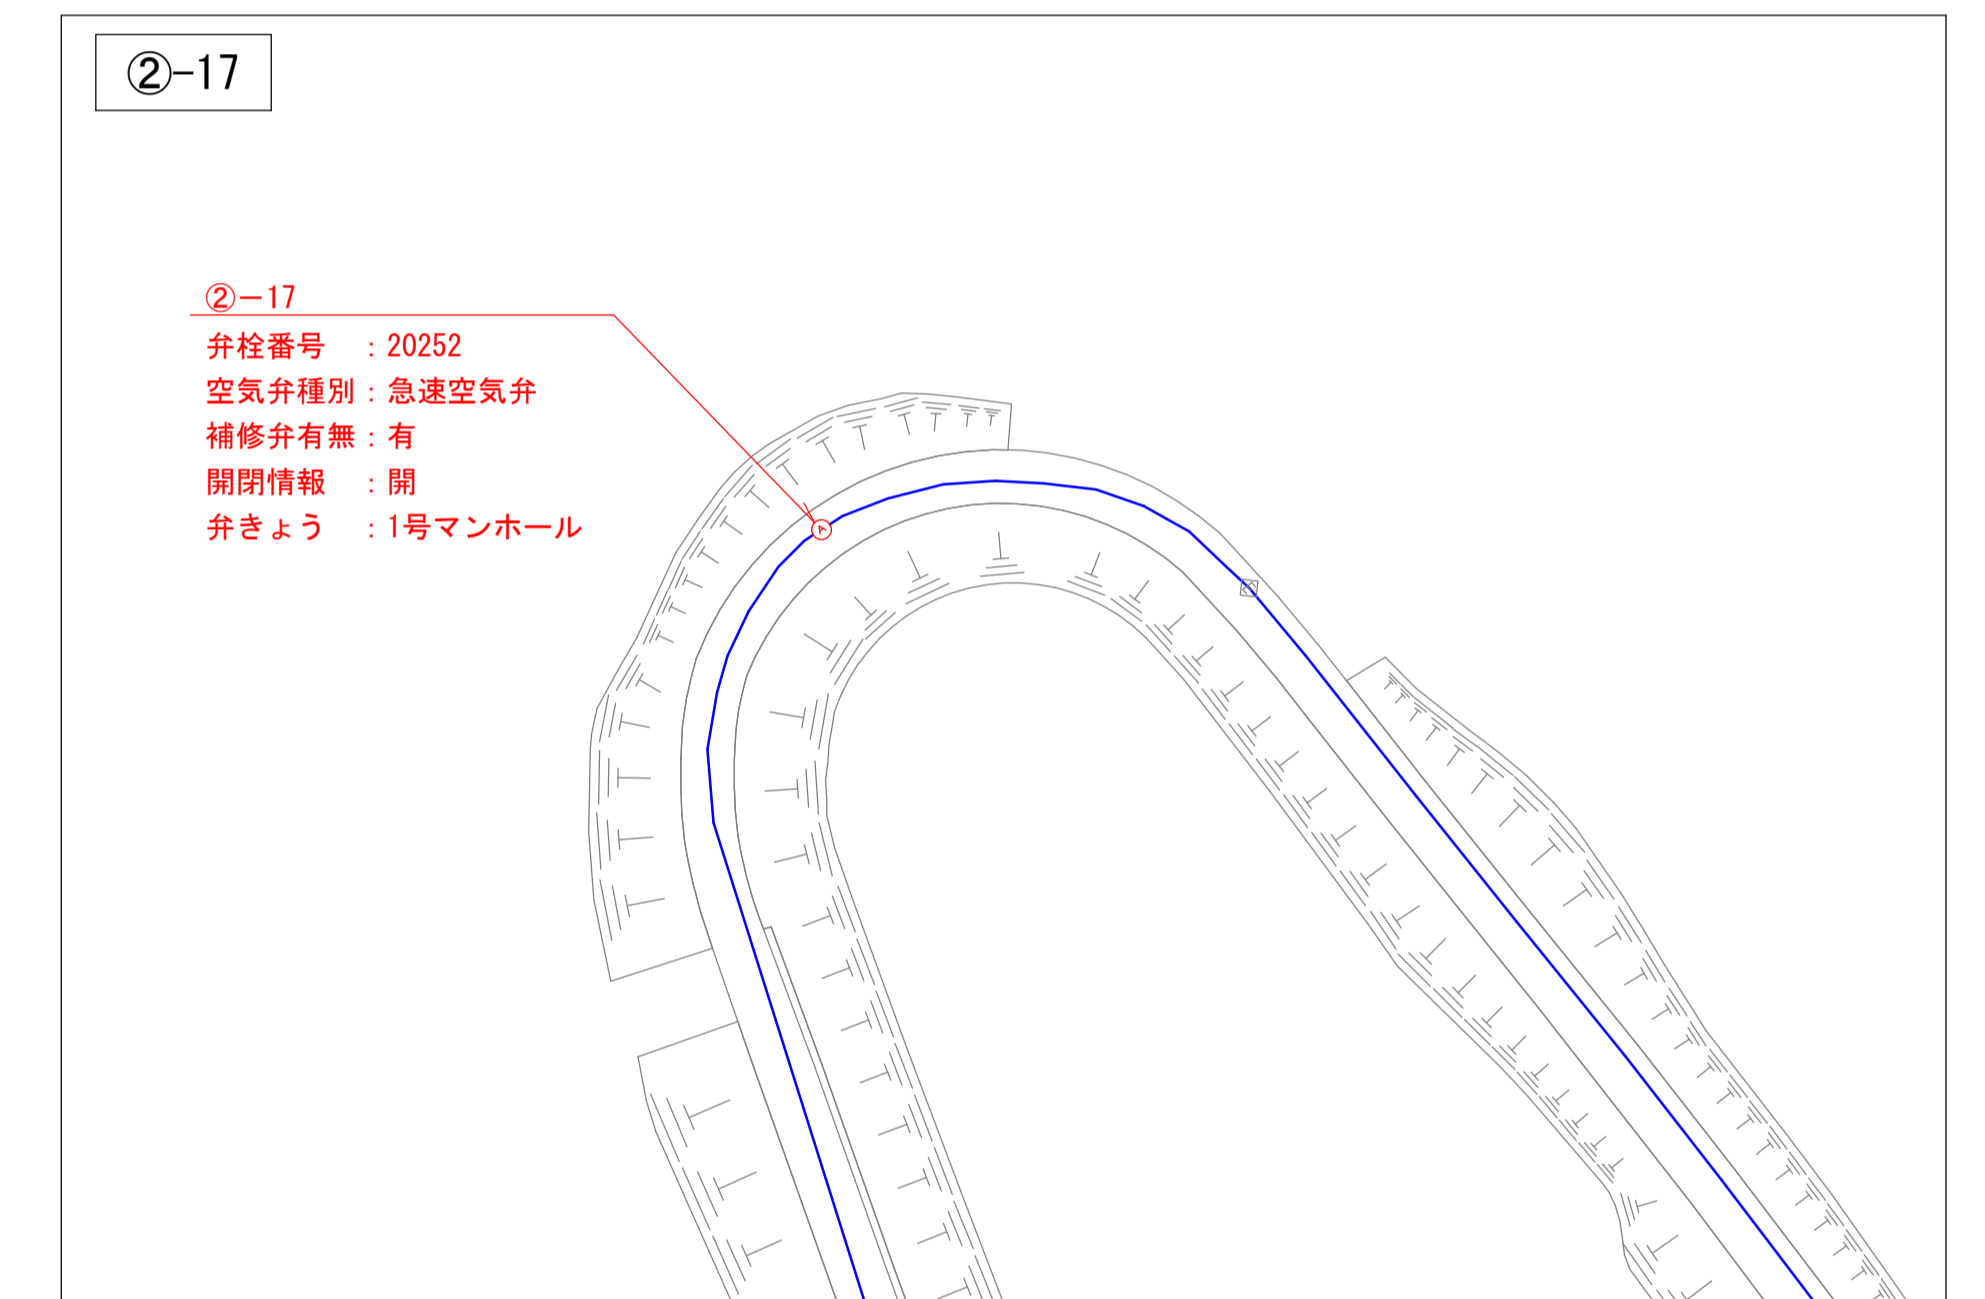 ②-17
②－17
弁栓番号　：20252
空気弁種別：急速空気弁
補修弁有無：有
開閉情報　：開
弁きょう　：1号マンホール
A